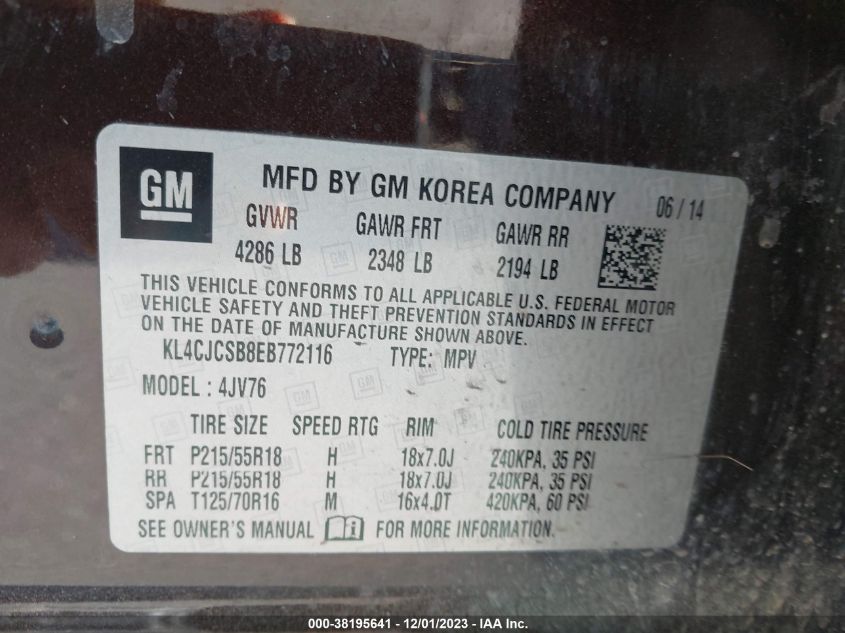 GM
MFD BY GM KOREA COMPANY 06 / 14
GVWR GAWR FRT GAWR RR
4286 LB 2348 LB 2194 LB
THIS VEHICLE CONFORMS TO ALL APPLICABLE U.S. FEDERAL MOTOR
VEHICLE SAFETY AND THEFT PREVENTION STANDARDS IN EFFECT
ON THE DATE OF MANUFACTURE SHOWN ABOVE.
KL4CJCSB8EB772116 TYPE: MPV
MODEL : 4JV76
TIRE SIZE SPEED RTG RIM COLD TIRE PRESSURE
FRT P215/55R18 H 18x7.0J 240KPA, 35 PSI
RR P215/55R18 H 18x7.0J 240KPA, 35 PSI
SPA T125/70R16 M 16x4.0T 420KPA, 60 PSI
SEE OWNER'S MANUAL FOR MORE INFORMATION.
000-38195641 - 12/01/2023 - IAA Inc.